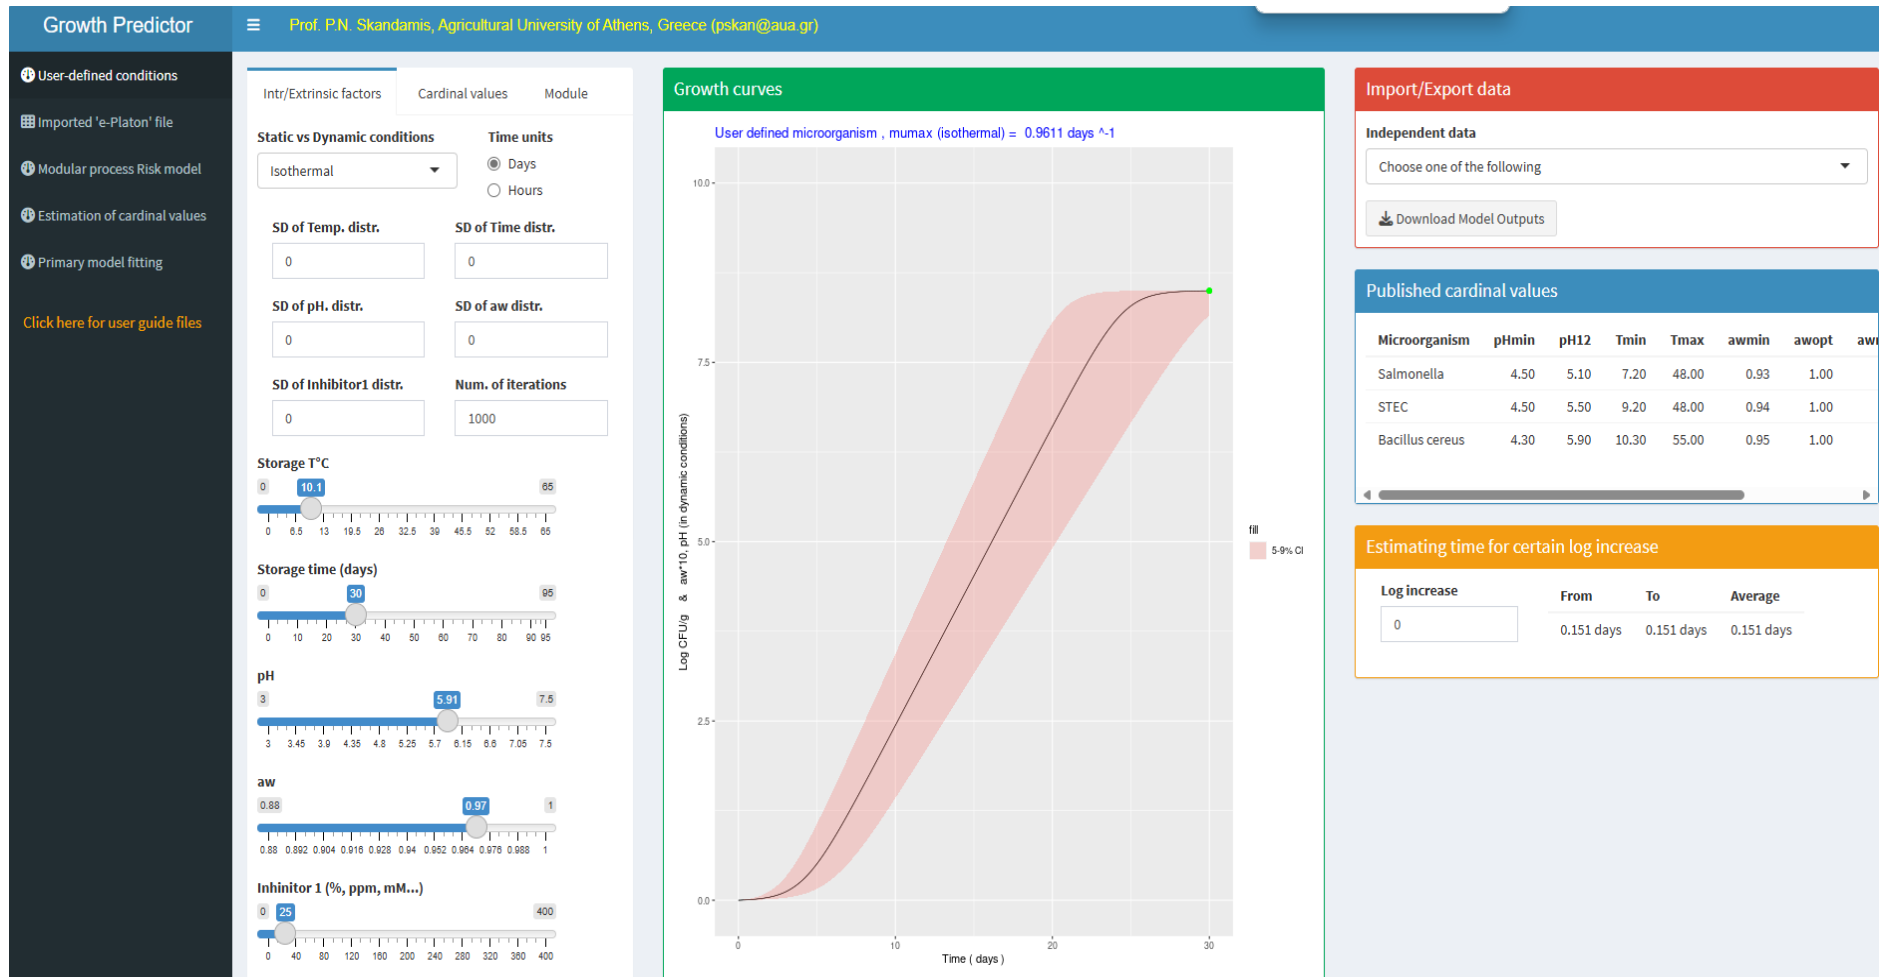 Growth Predictor
Prof. P.N. Skandamis, Agricultural University of Athens, Greece (pskan@aua.gr)
User-defined conditions
Imported 'e-Platon' file
Modular process Risk model
Estimation of cardinal values
Primary model fitting
Click here for user guide files
Intr/Extrinsic factors Cardinal values Module
Static vs Dynamic conditions Time units
Isothermal
Days
Hours
SD of Temp. distr. SD of Time distr.
0 0
SD of pH. distr. SD of aw distr.
0 0
SD of Inhibitor1 distr. Num. of iterations
0 1000
Storage T°C
0 10.1 65
0 6.5 13 19.5 26 32.5 39 45.5 52 58.5 65
Storage time (days)
0 30 95
0 10 20 30 40 50 60 70 80 90 95
pH
3 5.91 7.5
3 3.45 3.9 4.35 4.8 5.25 5.7 6.15 6.6 7.05 7.5
aw
0.88 0.97 1
0.88 0.892 0.904 0.916 0.928 0.94 0.952 0.964 0.976 0.988 1
Inhinitor 1 (%, ppm, mM...)
0 25 400
0 40 80 120 160 200 240 280 320 360 400
Growth curves
User defined microorganism , mumax (isothermal) = 0.9611 days ^-1
Log CFU/g & aw*10, pH (in dynamic conditions)
10.0
7.5
5.0
2.5
0.0
0 10 20 30
Time ( days )
fill
5-9% CI
Import/Export data
Independent data
Choose one of the following
Download Model Outputs
Published cardinal values
Microorganism pHmin pH12 Tmin Tmax awmin awopt
Salmonella 4.50 5.10 7.20 48.00 0.93 1.00
STEC 4.50 5.50 9.20 48.00 0.94 1.00
Bacillus cereus 4.30 5.90 10.30 55.00 0.95 1.00
Estimating time for certain log increase
Log increase From To Average
0 0.151 days 0.151 days 0.151 days